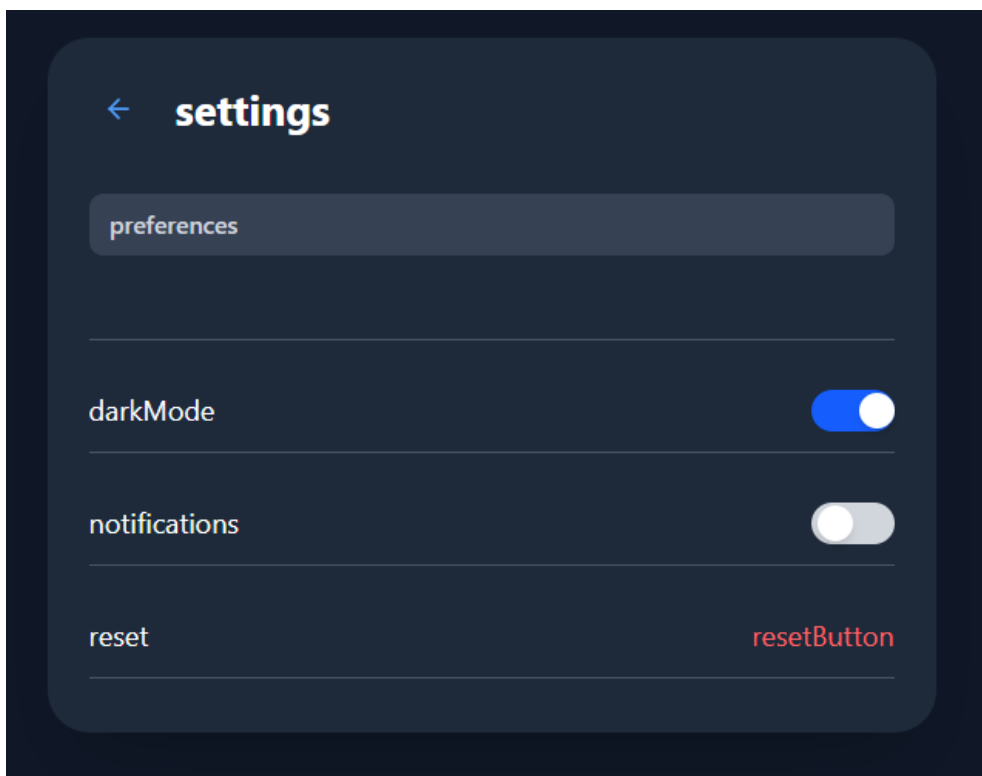 settings
preferences
darkMode
notifications
reset resetButton